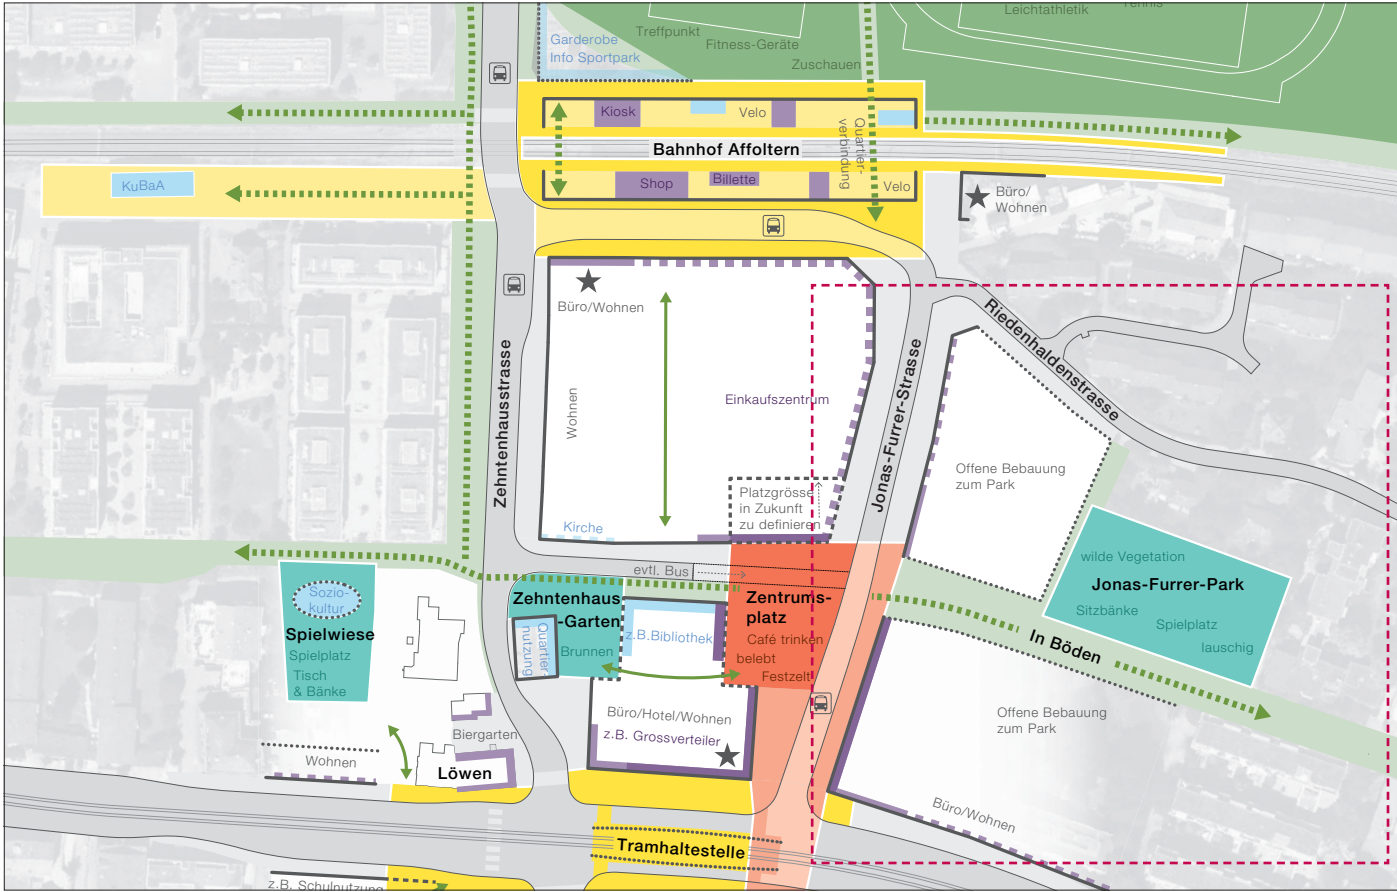 Leichtathletik
Tennis
Treffpunkt
Garderobe
Info Sportpark
Fitness-Geräte
Zuschauen
Kiosk
Velo
Quartier-
verbindung
Bahnhof Affoltern
KuBaA
Shop
Billette
Velo
Büro/
Wohnen
Büro/Wohnen
Riedenhaldenstrasse
Zehntenhausstrasse
Wohnen
Einkaufszentrum
Jonas-Furrer-Strasse
Offene Bebauung
zum Park
Platzgrösse
in Zukunft
zu definieren
Kirche
evtl. Bus
wilde Vegetation
Jonas-Furrer-Park
Sitzbänke
Spielplatz
lauschig
Sozio-
kultur
Spielwiese
Spielplatz
Tisch
& Bänke
Zehntenhaus
-Garten
Quartier-
nutzung
Brunnen
z.B.Bibliothek
Zentrums-
platz
Café trinken
belebt
Festzelt
In Böden
Büro/Hotel/Wohnen
z.B. Grossverteiler
Offene Bebauung
zum Park
Biergarten
Wohnen
Löwen
Büro/Wohnen
Tramhaltestelle
z.B. Schulnutzung